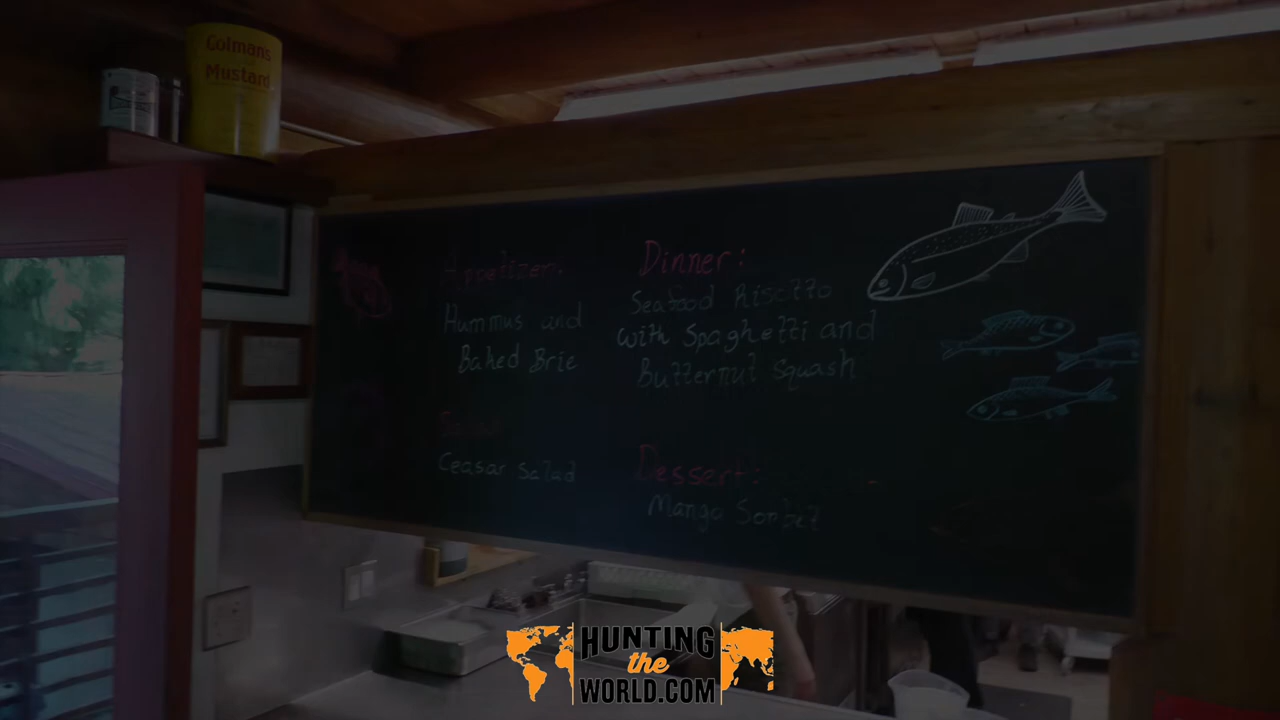 Colmans
Mustard
Appetizer:
Hummus and
Baked Brie
Salad
Ceasar Salad
Dinner:
Seafood Risotto
with Spaghetti and
Butternut Squash
Dessert:
Mango Sorbet
HUNTING
the
WORLD.COM